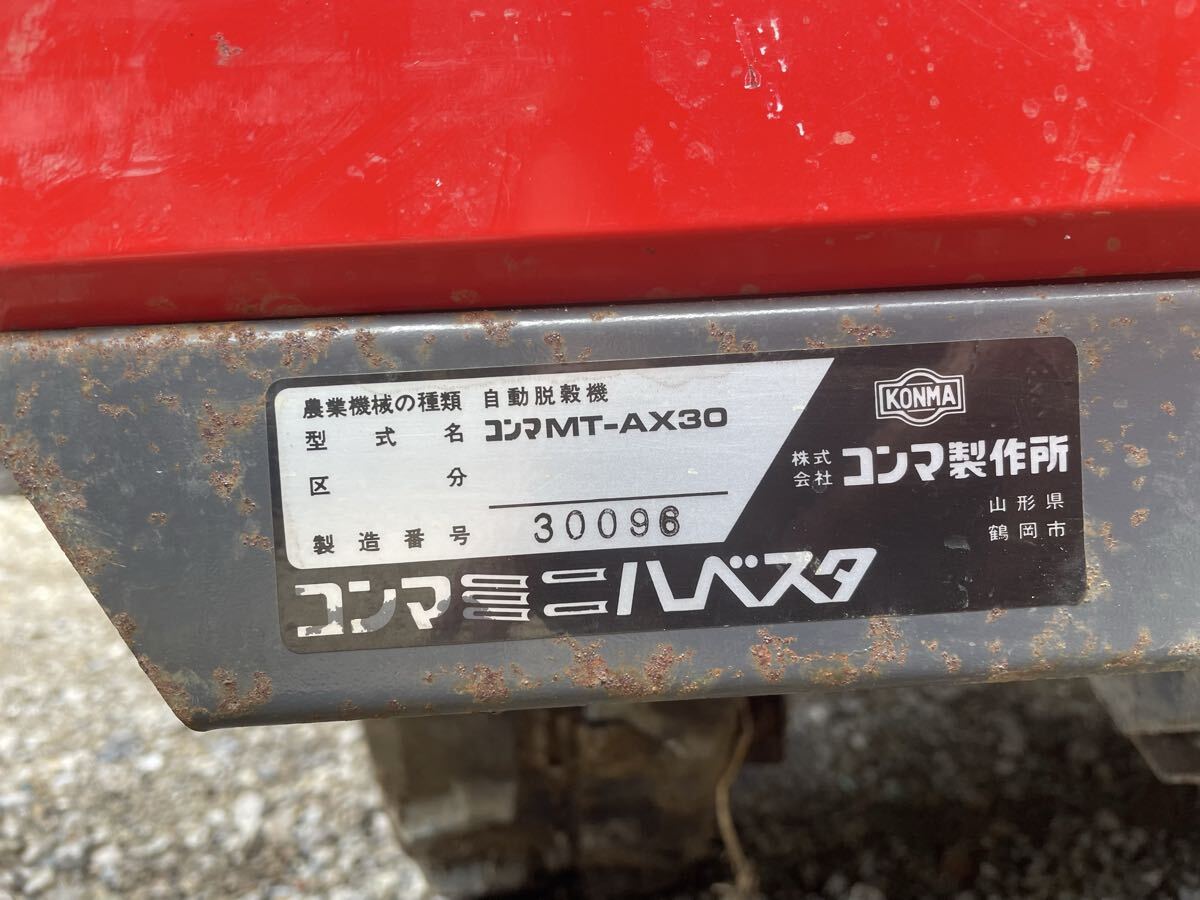 農業機械の種類 自動脱穀機
型式名 コンマMT-AX30
区分
製造番号 30096
コンマミニハベスタ
KONMA
株式会社 コンマ製作所
山形県
鶴岡市